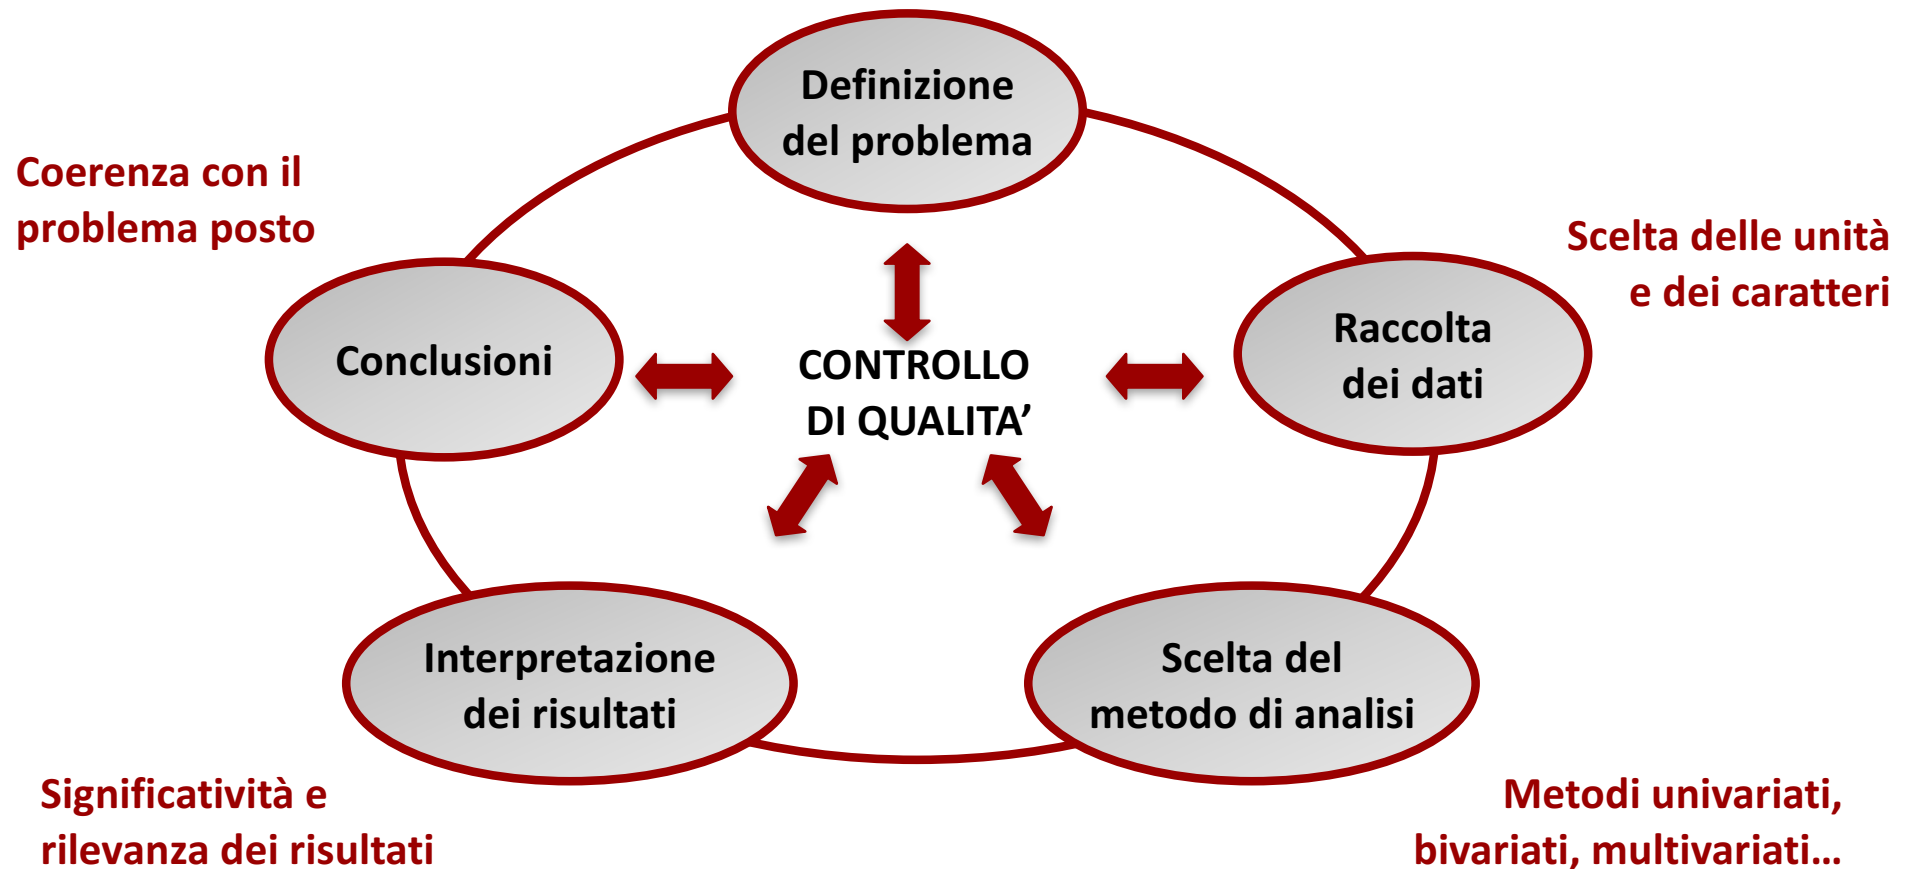 Definizione
del problema
Coerenza con il
problema posto
Scelta delle unità
e dei caratteri
Conclusioni
CONTROLLO
DI QUALITA’
Raccolta
dei dati
Interpretazione
dei risultati
Scelta del
metodo di analisi
Significatività e
rilevanza dei risultati
Metodi univariati,
bivariati, multivariati…